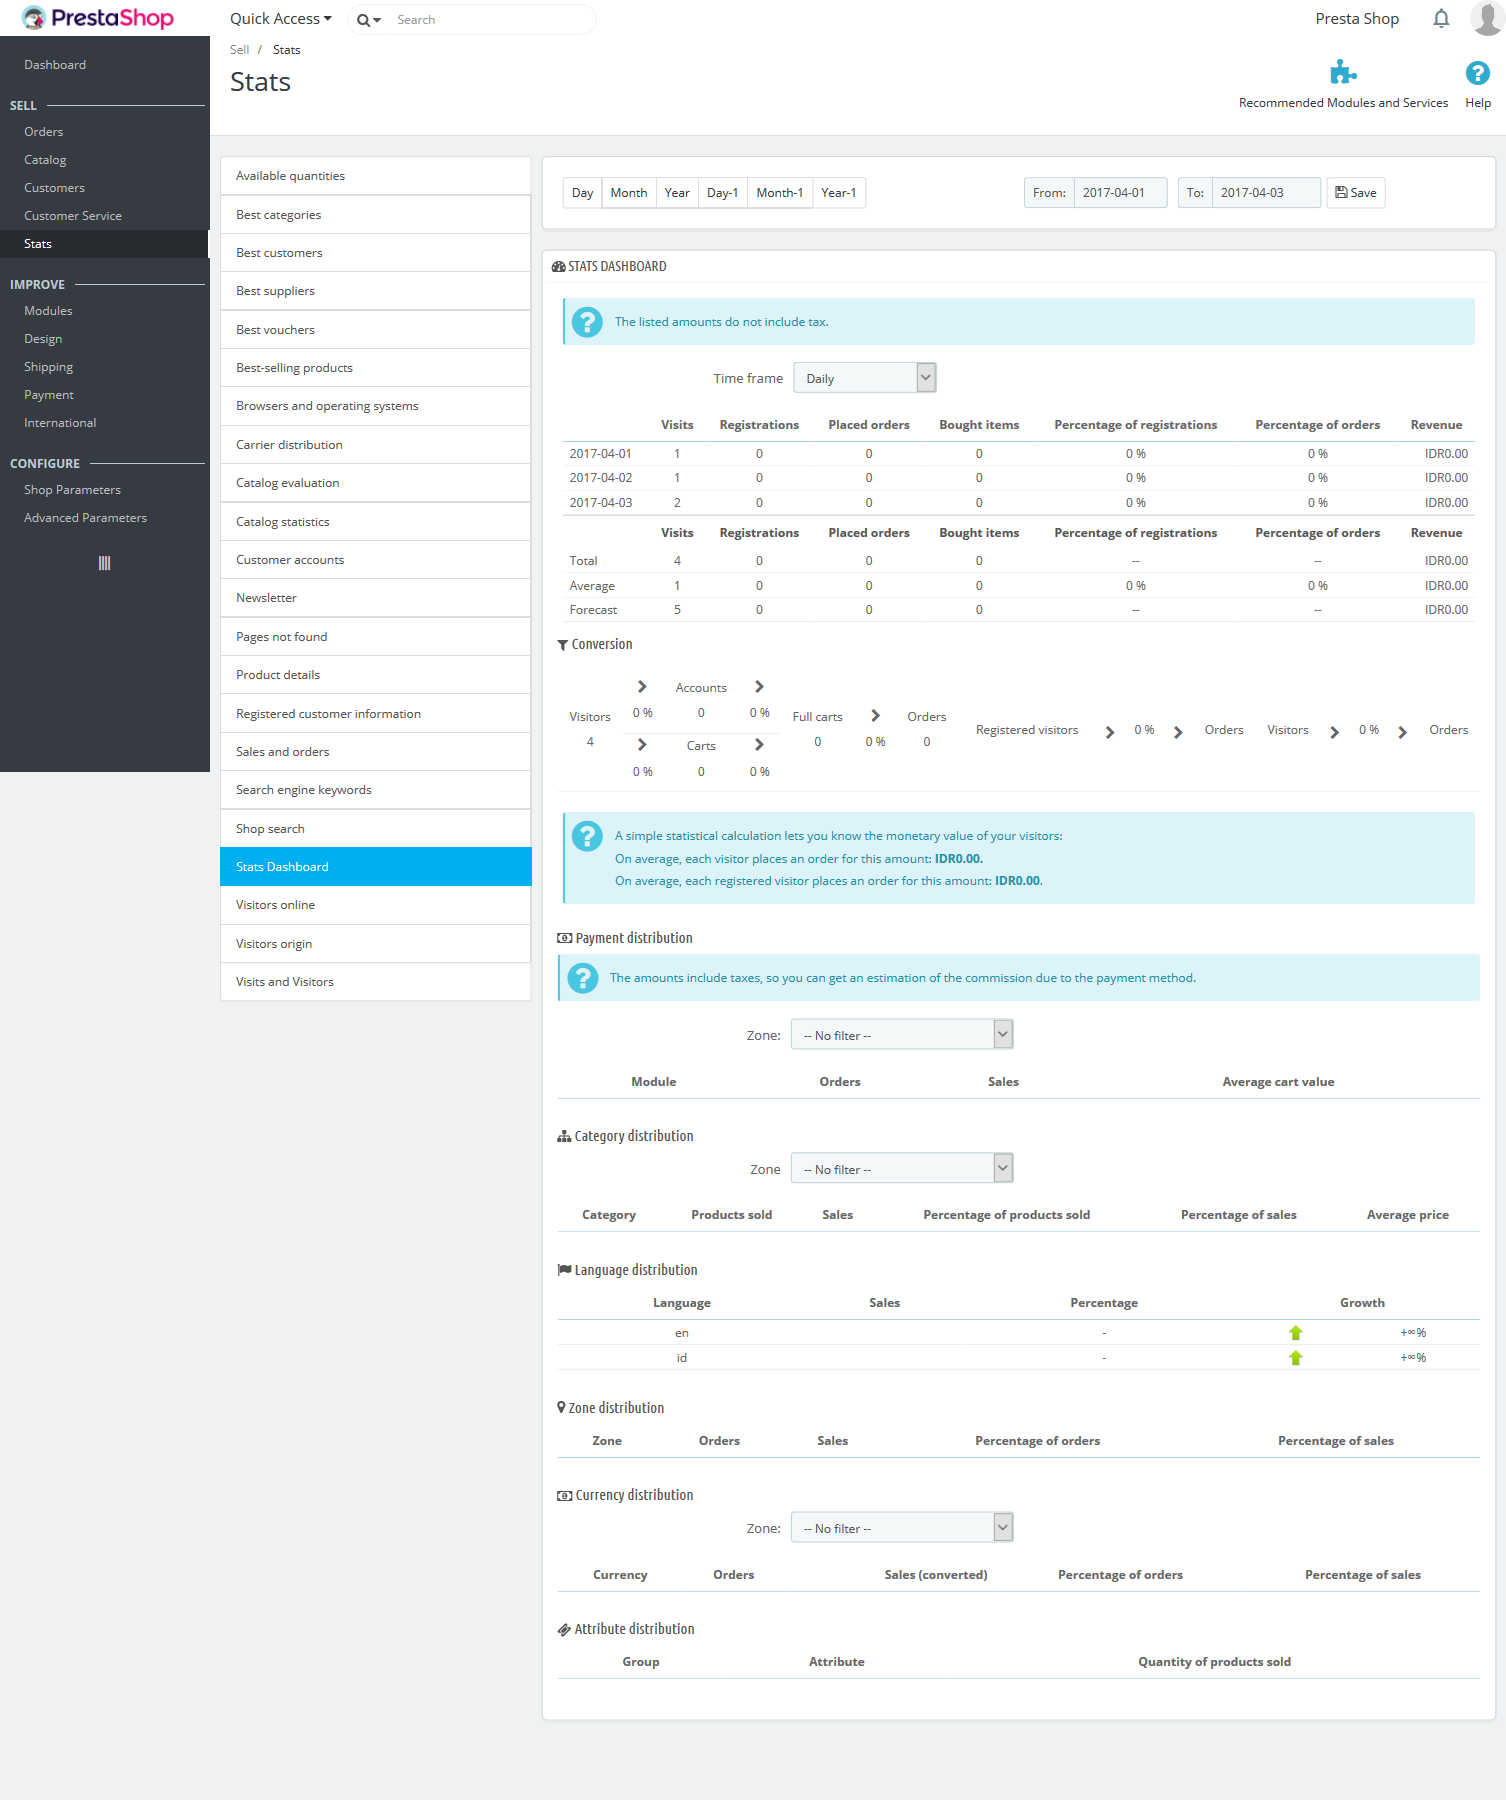 PrestaShop
Quick Access
Search
Presta Shop
Sell / Stats
Stats
Recommended Modules and Services
Help
Dashboard
SELL
Orders
Catalog
Customers
Customer Service
Stats
IMPROVE
Modules
Design
Shipping
Payment
International
CONFIGURE
Shop Parameters
Advanced Parameters
Available quantities
Best categories
Best customers
Best suppliers
Best vouchers
Best-selling products
Browsers and operating systems
Carrier distribution
Catalog evaluation
Catalog statistics
Customer accounts
Newsletter
Pages not found
Product details
Registered customer information
Sales and orders
Search engine keywords
Shop search
Stats Dashboard
Visitors online
Visitors origin
Visits and Visitors
Day Month Year Day-1 Month-1 Year-1 From: 2017-04-01 To: 2017-04-03 Save
STATS DASHBOARD
The listed amounts do not include tax.
Time frame Daily
Visits Registrations Placed orders Bought items Percentage of registrations Percentage of orders Revenue
2017-04-01 1 0 0 0 0 % 0 % IDR0.00
2017-04-02 1 0 0 0 0 % 0 % IDR0.00
2017-04-03 2 0 0 0 0 % 0 % IDR0.00
Visits Registrations Placed orders Bought items Percentage of registrations Percentage of orders Revenue
Total 4 0 0 0 -- -- IDR0.00
Average 1 0 0 0 0 % 0 % IDR0.00
Forecast 5 0 0 0 -- -- IDR0.00
Conversion
Accounts
0 % 0 0 %
Visitors Full carts Orders
4 0 0 % 0
Carts
0 % 0 0 %
Registered visitors 0 % Orders Visitors 0 % Orders
A simple statistical calculation lets you know the monetary value of your visitors:
On average, each visitor places an order for this amount: IDR0.00.
On average, each registered visitor places an order for this amount: IDR0.00.
Payment distribution
The amounts include taxes, so you can get an estimation of the commission due to the payment method.
Zone: -- No filter --
Module Orders Sales Average cart value
Category distribution
Zone -- No filter --
Category Products sold Sales Percentage of products sold Percentage of sales Average price
Language distribution
Language Sales Percentage Growth
en - +∞%
id - +∞%
Zone distribution
Zone Orders Sales Percentage of orders Percentage of sales
Currency distribution
Zone: -- No filter --
Currency Orders Sales (converted) Percentage of orders Percentage of sales
Attribute distribution
Group Attribute Quantity of products sold